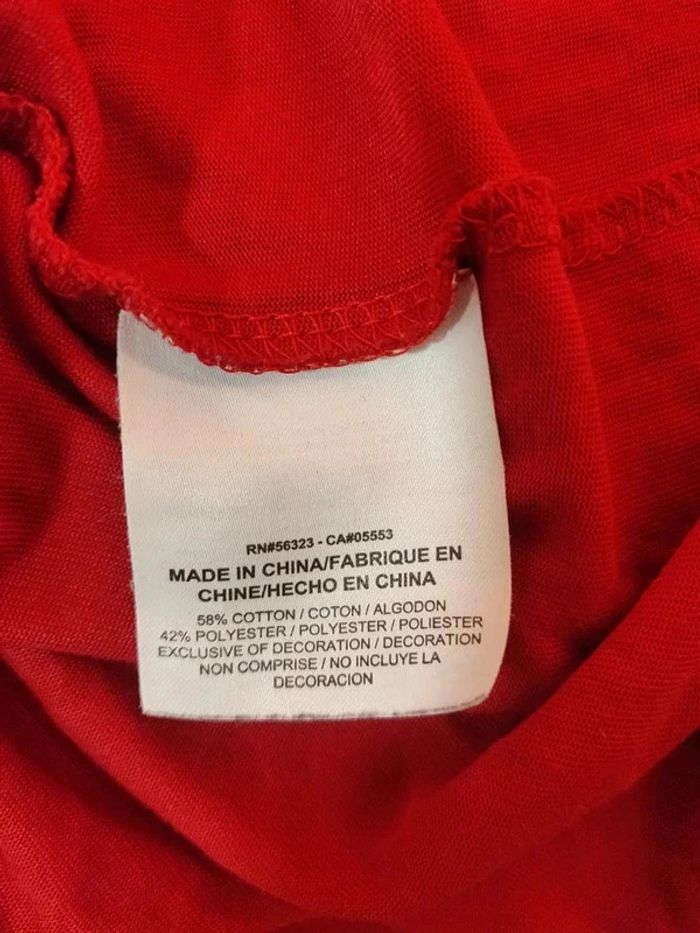 RN#56323 - CA#05553
MADE IN CHINA/FABRIQUE EN
CHINE/HECHO EN CHINA
58% COTTON / COTON / ALGODON
42% POLYESTER / POLYESTER / POLIESTER
EXCLUSIVE OF DECORATION / DECORATION
NON COMPRISE / NO INCLUYE LA
DECORACION